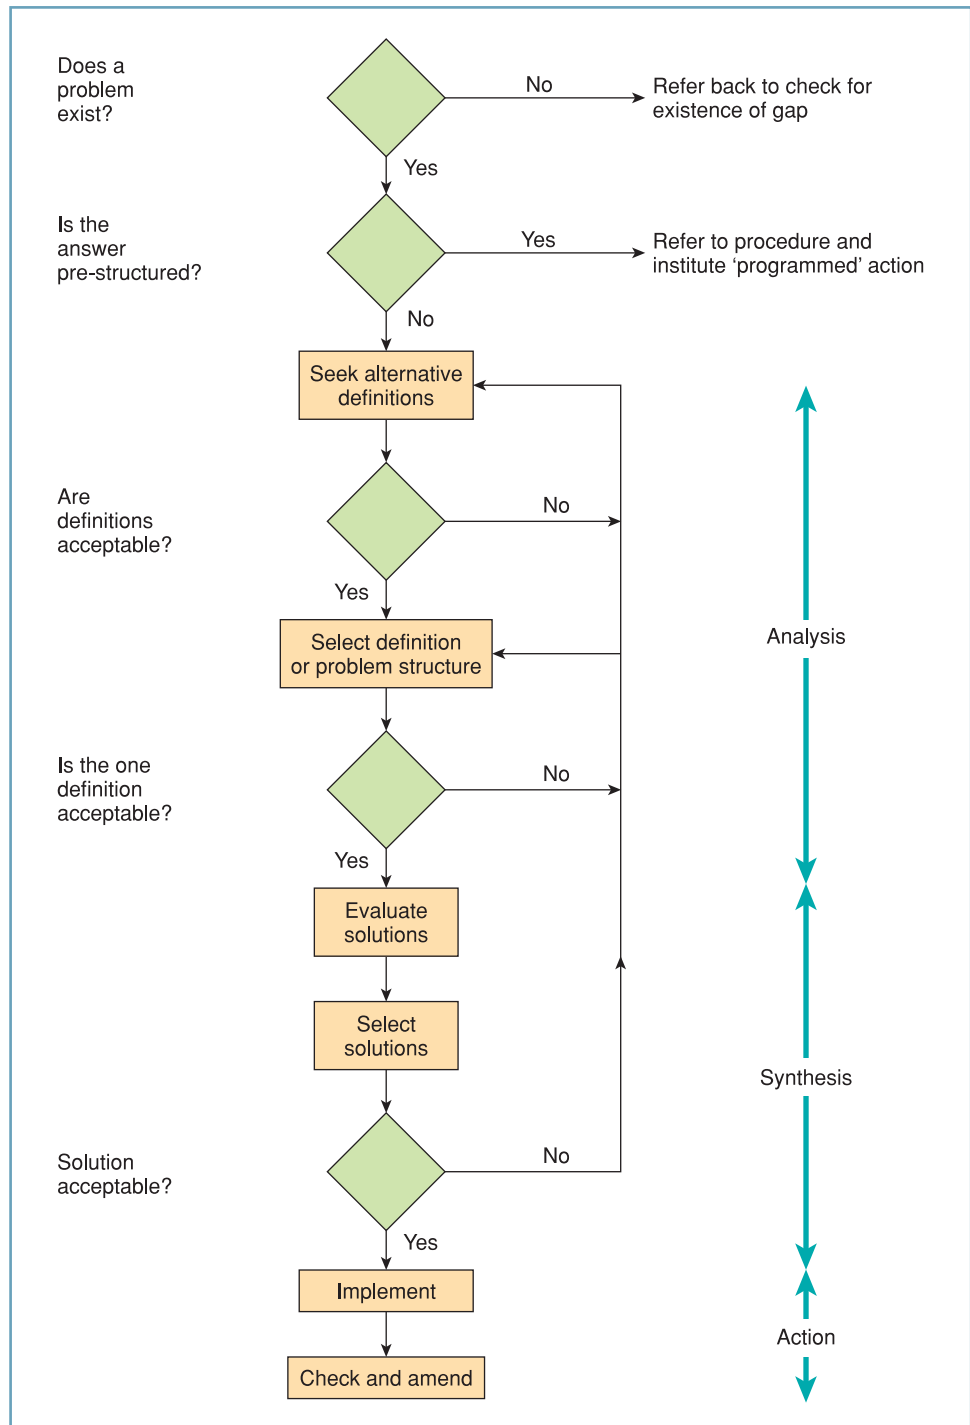 Does a
problem
exist?
No
Refer back to check for
existence of gap
Yes
Is the
answer
pre-structured?
Yes
Refer to procedure and
institute ‘programmed’ action
No
Seek alternative
definitions
Are
definitions
acceptable?
No
Yes
Select definition
or problem structure
Analysis
Is the one
definition
acceptable?
No
Yes
Evaluate
solutions
Select
solutions
Synthesis
Solution
acceptable?
No
Yes
Implement
Action
Check and amend